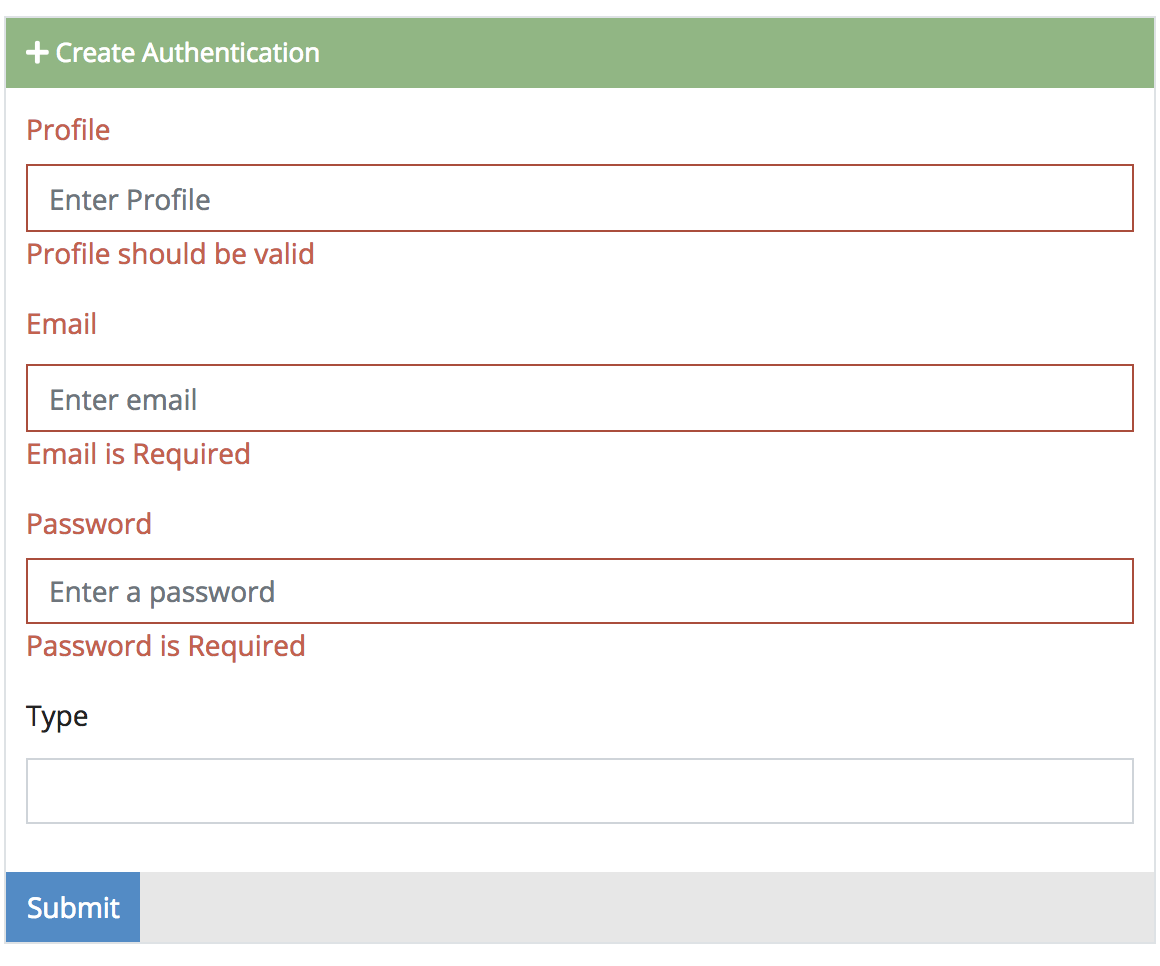 Create Authentication
Profile
Enter Profile
Profile should be valid
Email
Enter email
Email is Required
Password
Enter a password
Password is Required
Type
Submit